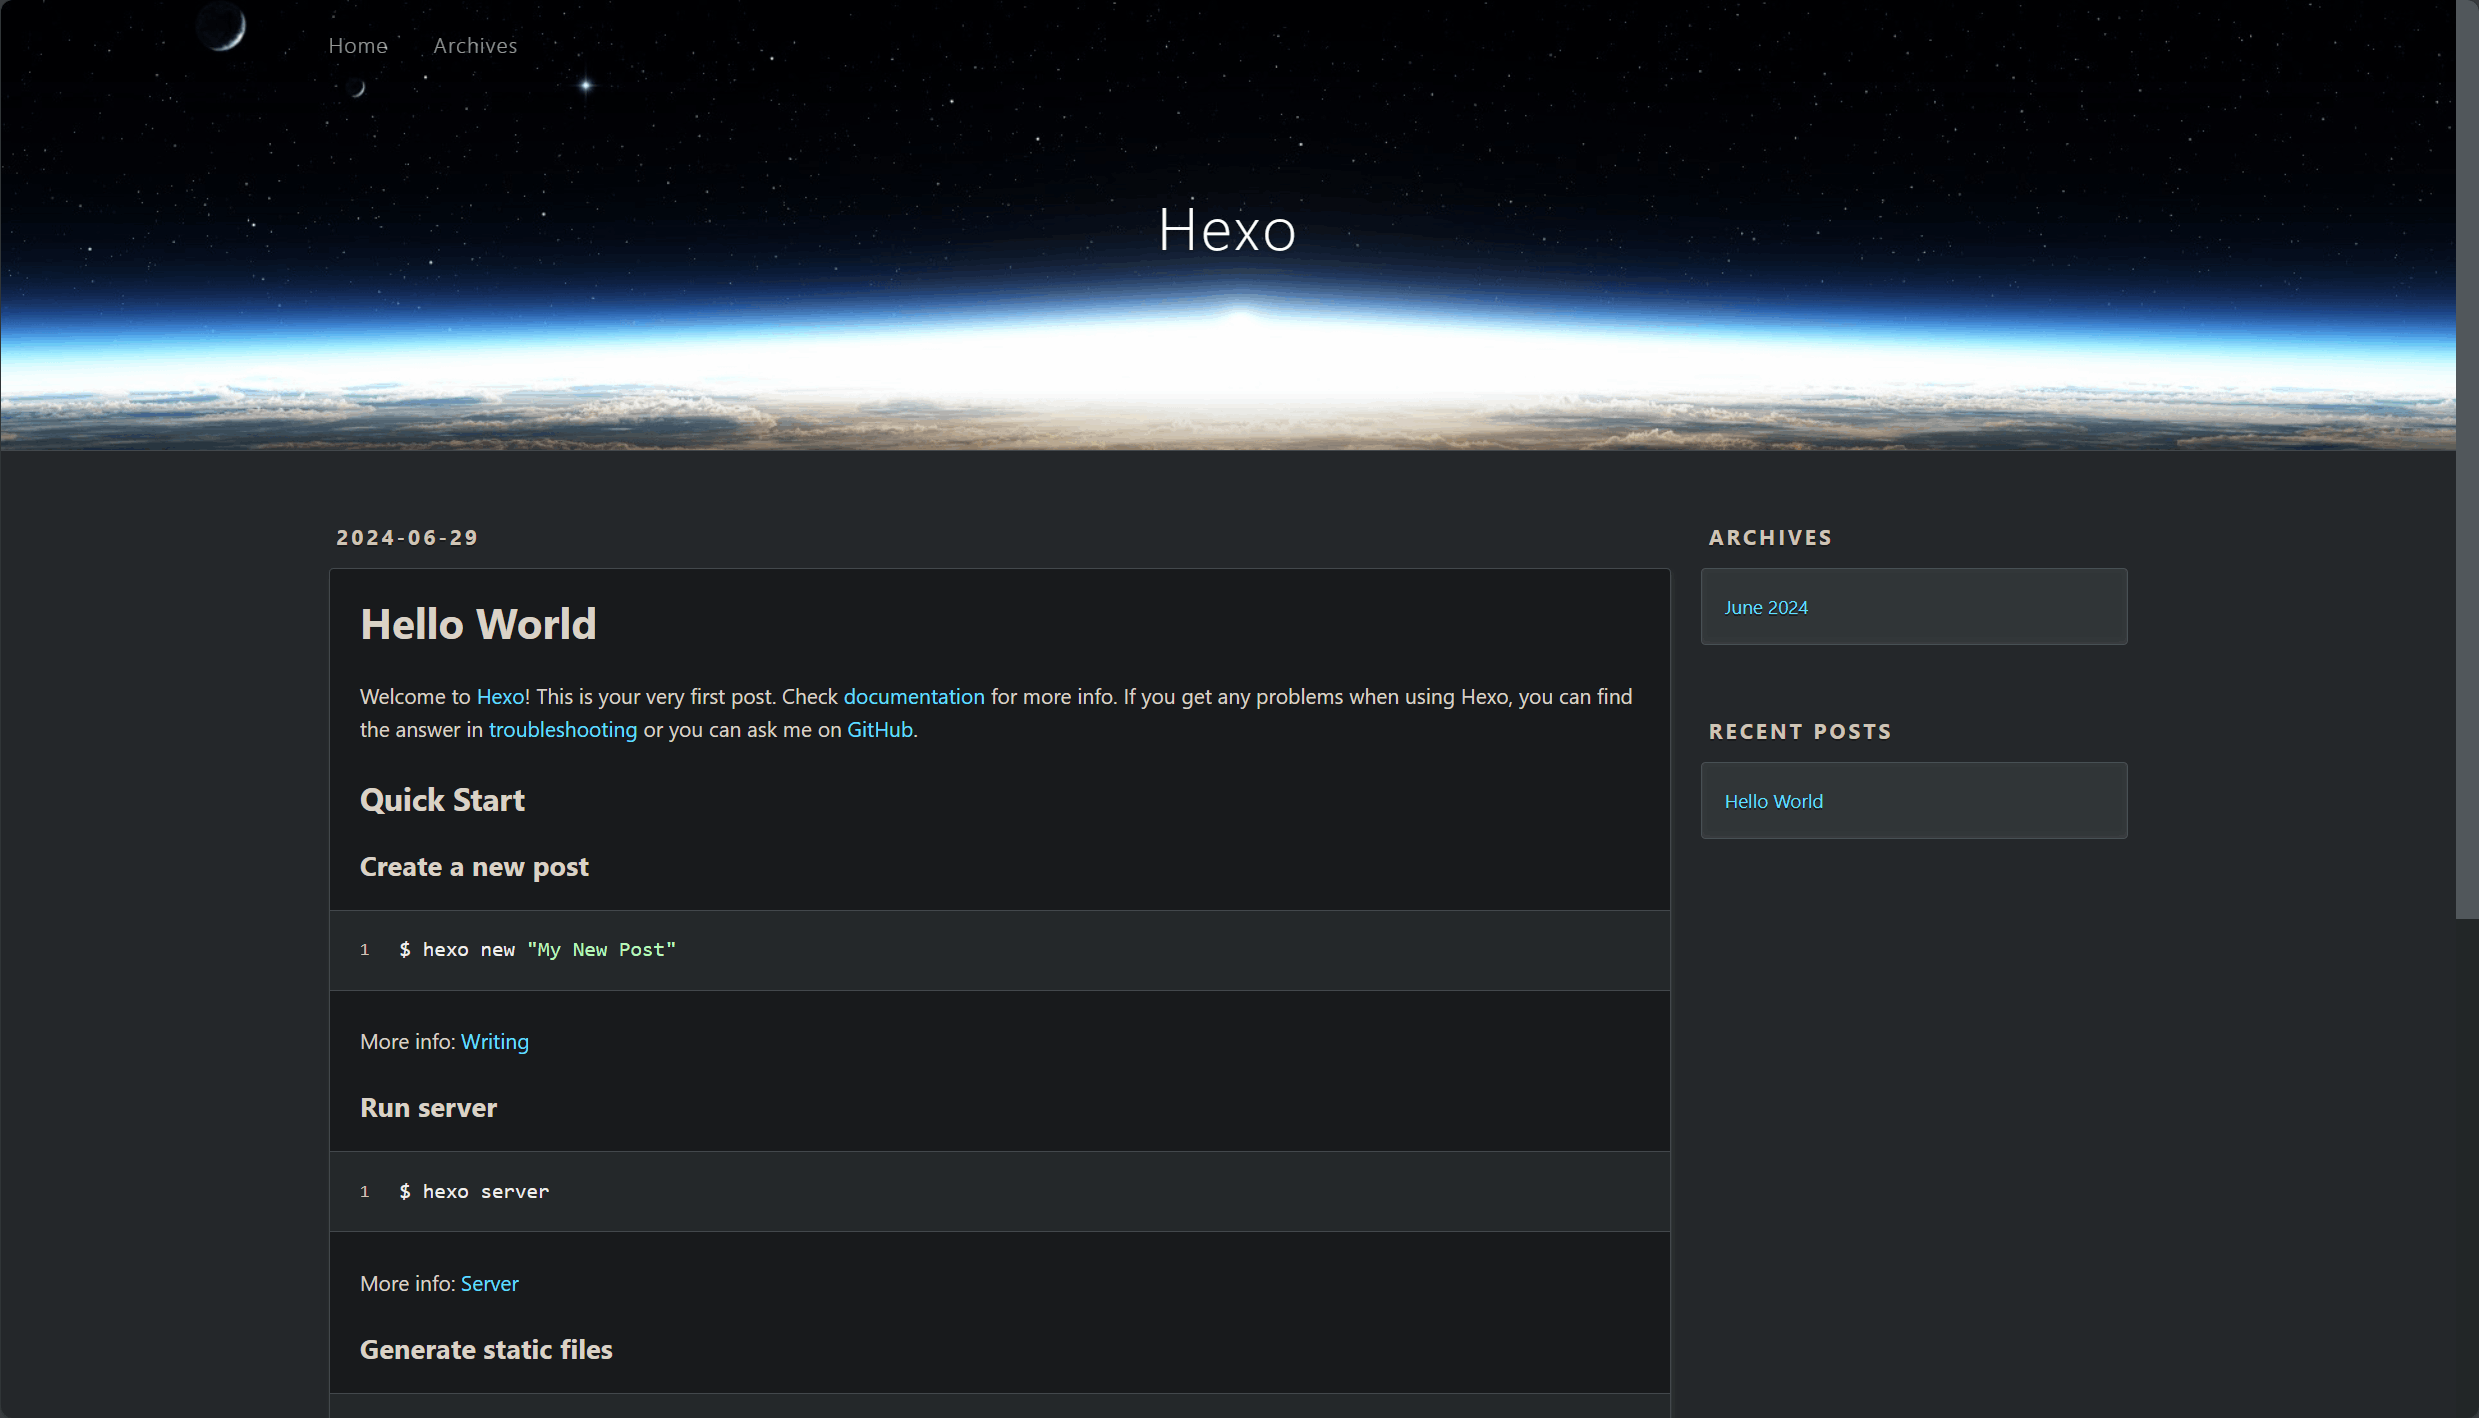 Home
Archives
Hexo
2024-06-29
Hello World
Welcome to Hexo! This is your very first post. Check documentation for more info. If you get any problems when using Hexo, you can find
the answer in troubleshooting or you can ask me on GitHub.
Quick Start
Create a new post
1 $ hexo new "My New Post"
More info: Writing
Run server
1 $ hexo server
More info: Server
Generate static files
ARCHIVES
June 2024
RECENT POSTS
Hello World